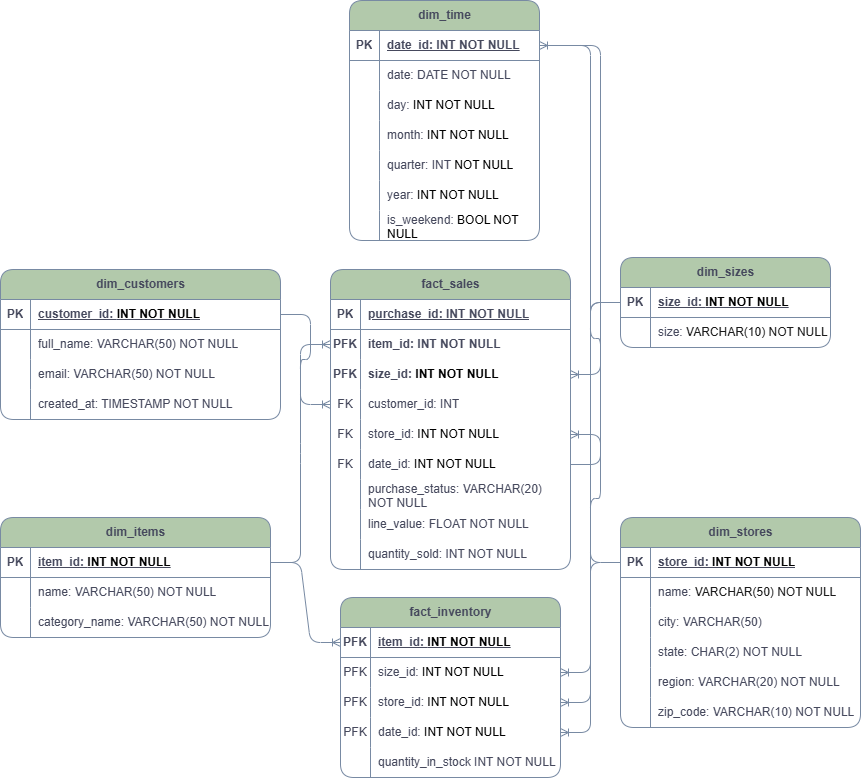 dim_time
PK date_id: INT NOT NULL
date: DATE NOT NULL
day: INT NOT NULL
month: INT NOT NULL
quarter: INT NOT NULL
year: INT NOT NULL
is_weekend: BOOL NOT
NULL
dim_customers
PK customer_id: INT NOT NULL
full_name: VARCHAR(50) NOT NULL
email: VARCHAR(50) NOT NULL
created_at: TIMESTAMP NOT NULL
fact_sales
PK purchase_id: INT NOT NULL
PFK item_id: INT NOT NULL
PFK size_id: INT NOT NULL
FK customer_id: INT
FK store_id: INT NOT NULL
FK date_id: INT NOT NULL
purchase_status: VARCHAR(20)
NOT NULL
line_value: FLOAT NOT NULL
quantity_sold: INT NOT NULL
dim_sizes
PK size_id: INT NOT NULL
size: VARCHAR(10) NOT NULL
dim_items
PK item_id: INT NOT NULL
name: VARCHAR(50) NOT NULL
category_name: VARCHAR(50) NOT NULL
fact_inventory
PFK item_id: INT NOT NULL
PFK size_id: INT NOT NULL
PFK store_id: INT NOT NULL
PFK date_id: INT NOT NULL
quantity_in_stock INT NOT NULL
dim_stores
PK store_id: INT NOT NULL
name: VARCHAR(50) NOT NULL
city: VARCHAR(50)
state: CHAR(2) NOT NULL
region: VARCHAR(20) NOT NULL
zip_code: VARCHAR(10) NOT NULL